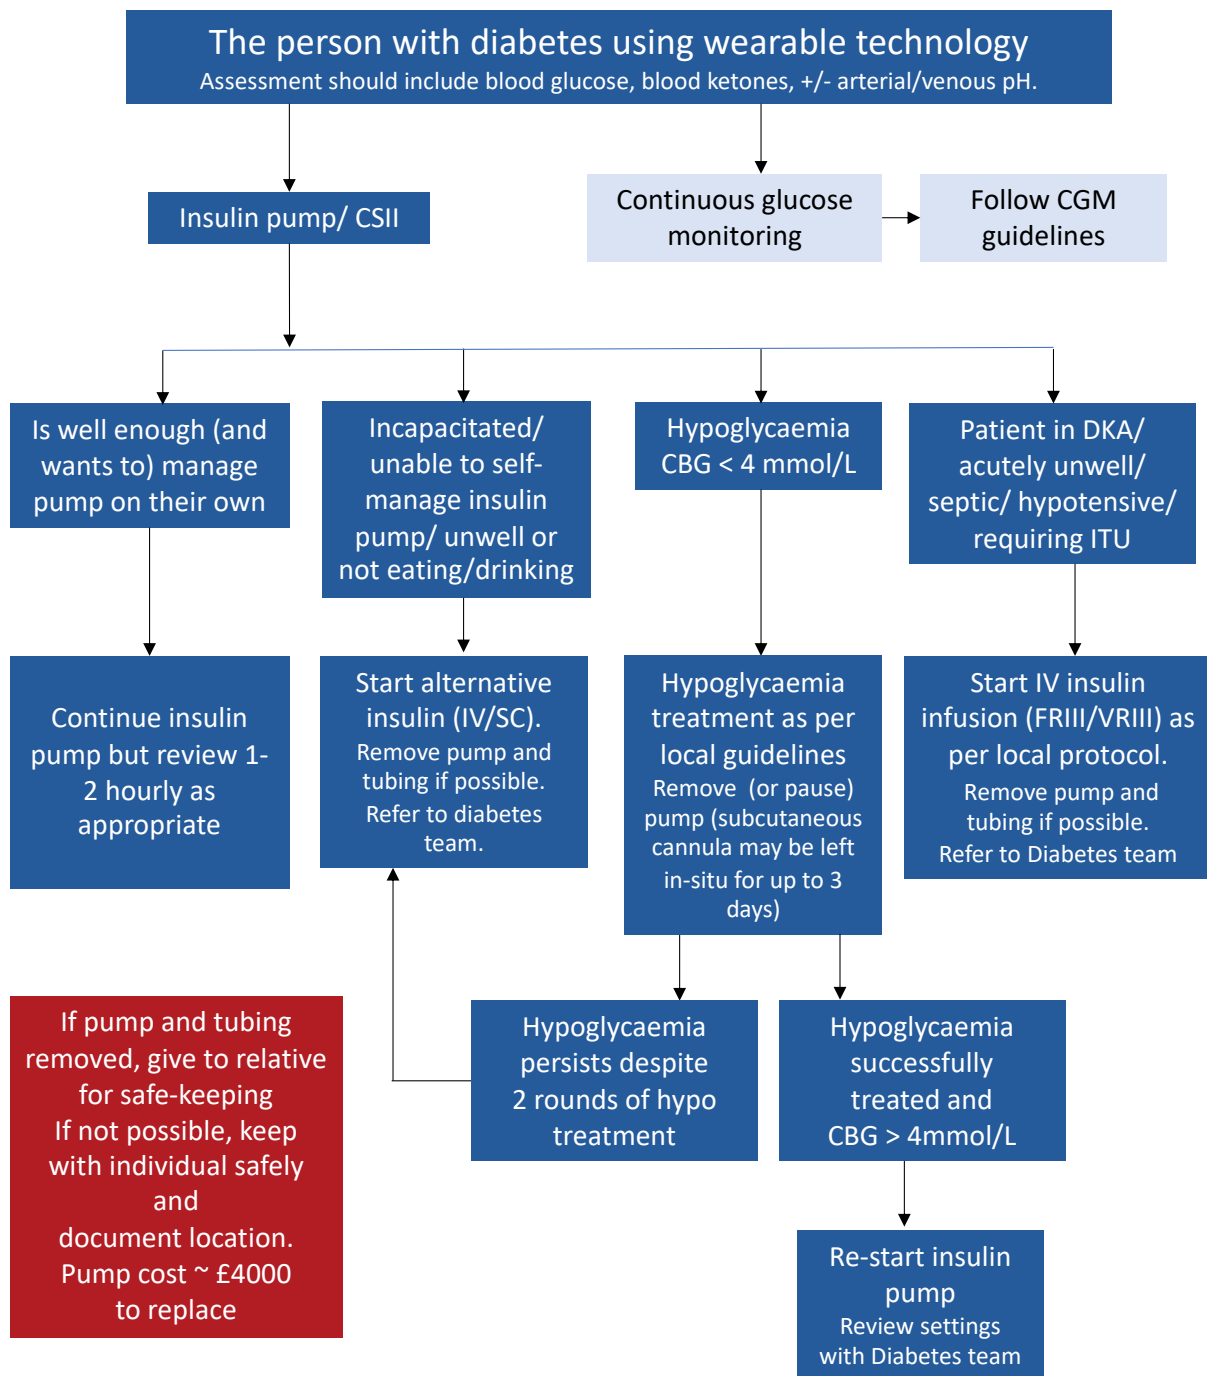 The person with diabetes using wearable technology
Assessment should include blood glucose, blood ketones, +/- arterial/venous pH.
Insulin pump/ CSII
Continuous glucose
monitoring
Follow CGM
guidelines
Is well enough (and
wants to) manage
pump on their own
Incapacitated/
unable to self-
manage insulin
pump/ unwell or
not eating/drinking
Hypoglycaemia
CBG < 4 mmol/L
Patient in DKA/
acutely unwell/
septic/ hypotensive/
requiring ITU
Continue insulin
pump but review 1-
2 hourly as
appropriate
Start alternative
insulin (IV/SC).
Remove pump and
tubing if possible.
Refer to diabetes
team.
Hypoglycaemia
treatment as per
local guidelines
Remove (or pause)
pump (subcutaneous
cannula may be left
in-situ for up to 3
days)
Start IV insulin
infusion (FRIII/VRIII) as
per local protocol.
Remove pump and
tubing if possible.
Refer to Diabetes team
If pump and tubing
removed, give to relative
for safe-keeping
If not possible, keep
with individual safely
and
document location.
Pump cost ~ £4000
to replace
Hypoglycaemia
persists despite
2 rounds of hypo
treatment
Hypoglycaemia
successfully
treated and
CBG > 4mmol/L
Re-start insulin
pump
Review settings
with Diabetes team